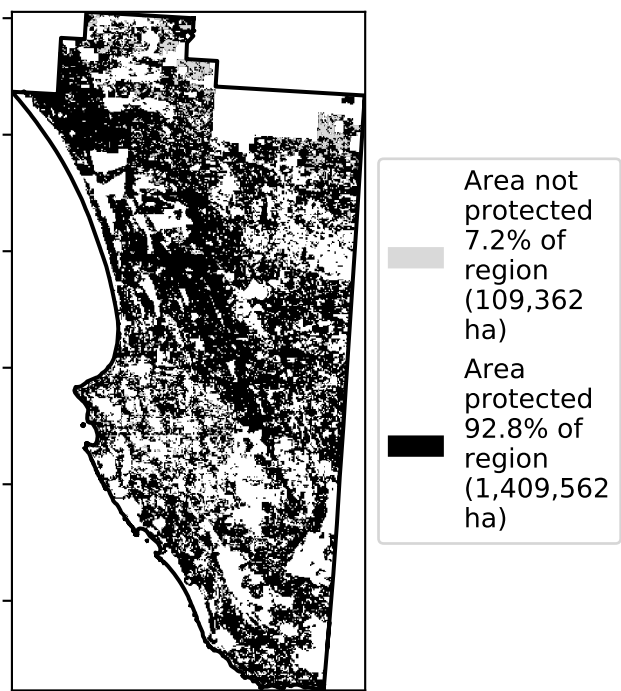 Area not
protected
7.2% of
region
(109,362
ha)
Area
protected
92.8% of
region
(1,409,562
ha)